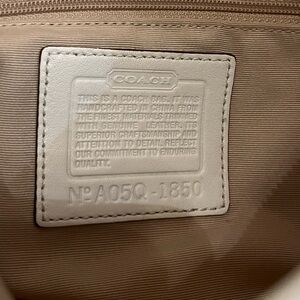 COACH
THIS IS A COACH BAG. IT WAS
HANDCRAFTED IN CHINA FROM
THE FINEST MATERIALS TRIMMED
WITH GENUINE LEATHER. THE
SUPERIOR CRAFTSMANSHIP AND
ATTENTION TO DETAIL REFLECT
OUR COMMITMENT TO ENDURING
QUALITY.
Nº A05Q-1850